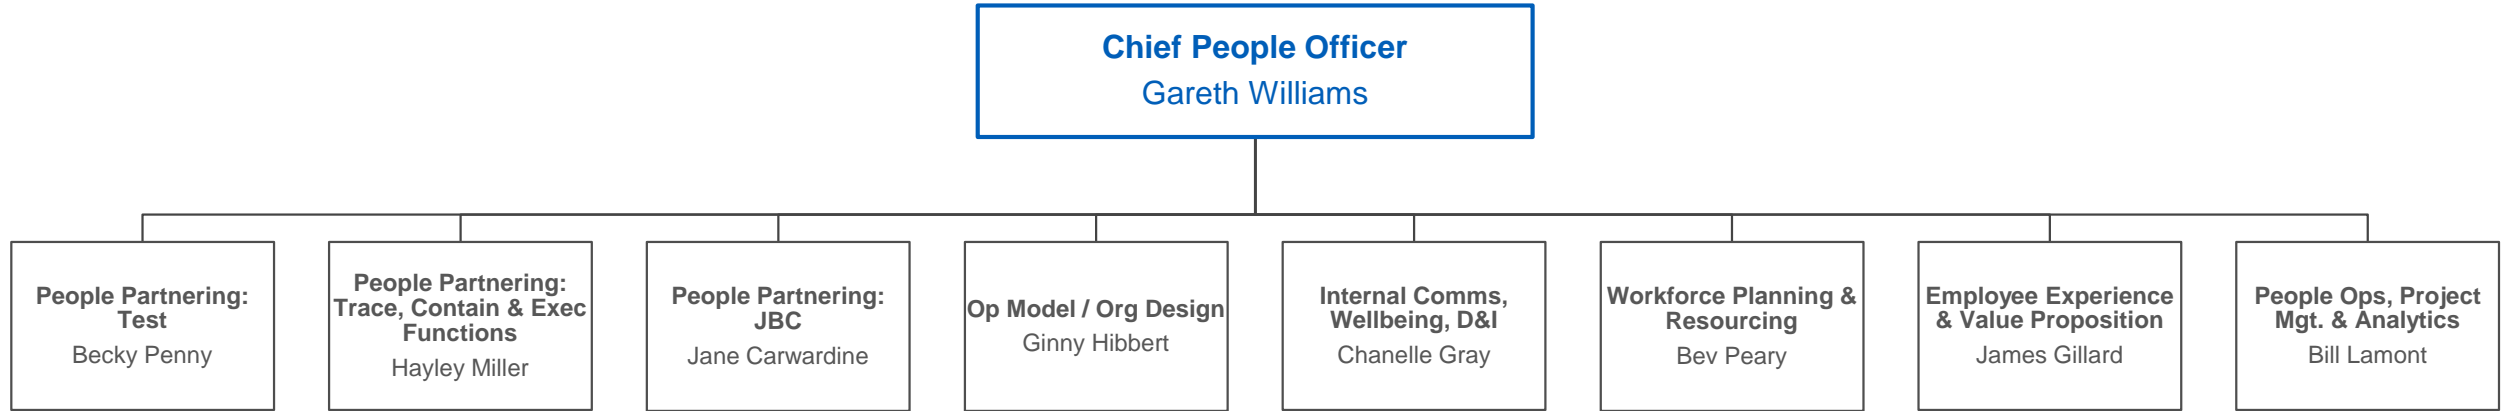 Chief People Officer
Gareth Williams
People Partnering:
Test
Becky Penny
People Partnering:
Trace, Contain & Exec
Functions
Hayley Miller
People Partnering:
JBC
Jane Carwardine
Op Model / Org Design
Ginny Hibbert
Internal Comms,
Wellbeing, D&I
Chanelle Gray
Workforce Planning &
Resourcing
Bev Peary
Employee Experience
& Value Proposition
James Gillard
People Ops, Project
Mgt. & Analytics
Bill Lamont